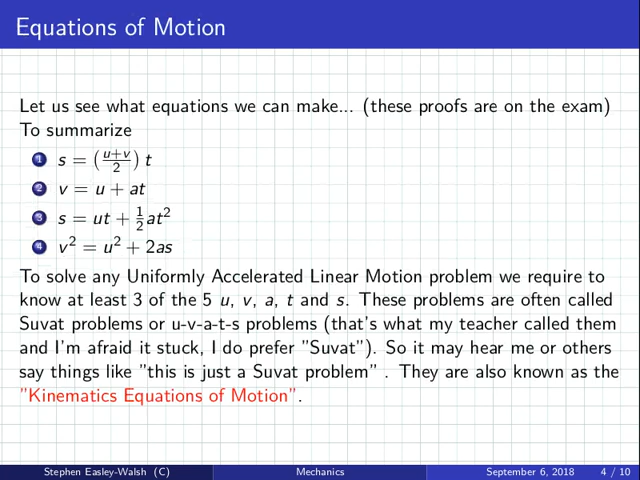 Equations of Motion
Let us see what equations we can make... (these proofs are on the exam)
To summarize
1 s = (u+v/2) t
2 v = u + at
3 s = ut + ½at²
4 v² = u² + 2as
To solve any Uniformly Accelerated Linear Motion problem we require to
know at least 3 of the 5 u, v, a, t and s. These problems are often called
Suvat problems or u-v-a-t-s problems (that's what my teacher called them
and I'm afraid it stuck, I do prefer "Suvat"). So it may hear me or others
say things like "this is just a Suvat problem" . They are also known as the
"Kinematics Equations of Motion".
Stephen Easley-Walsh (C) Mechanics September 6, 2018 4 / 10